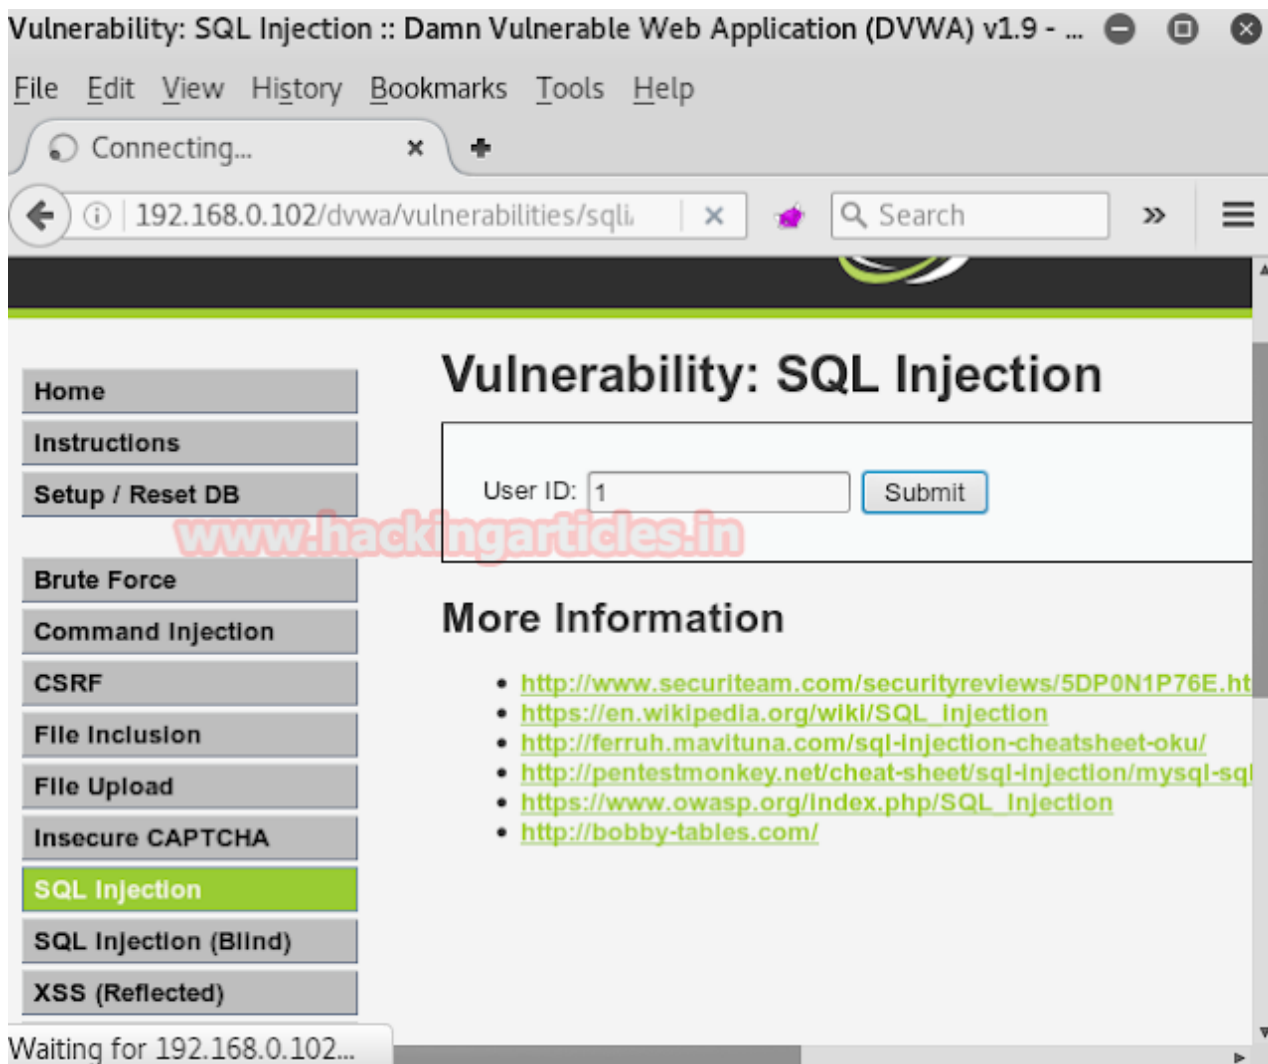 Vulnerability: SQL Injection :: Damn Vulnerable Web Application (DVWA) v1.9 - ...
File Edit View History Bookmarks Tools Help
Connecting...
192.168.0.102/dvwa/vulnerabilities/sqli/
Search
Home
Instructions
Setup / Reset DB
Brute Force
Command Injection
CSRF
File Inclusion
File Upload
Insecure CAPTCHA
SQL Injection
SQL Injection (Blind)
XSS (Reflected)
Vulnerability: SQL Injection
User ID: 1 Submit
www.hackingarticles.in
More Information
http://www.securiteam.com/securityreviews/5DP0N1P76E.ht
https://en.wikipedia.org/wiki/SQL_injection
http://ferruh.mavituna.com/sql-injection-cheatsheet-oku/
http://pentestmonkey.net/cheat-sheet/sql-injection/mysql-sql
https://www.owasp.org/index.php/SQL_Injection
http://bobby-tables.com/
Waiting for 192.168.0.102...